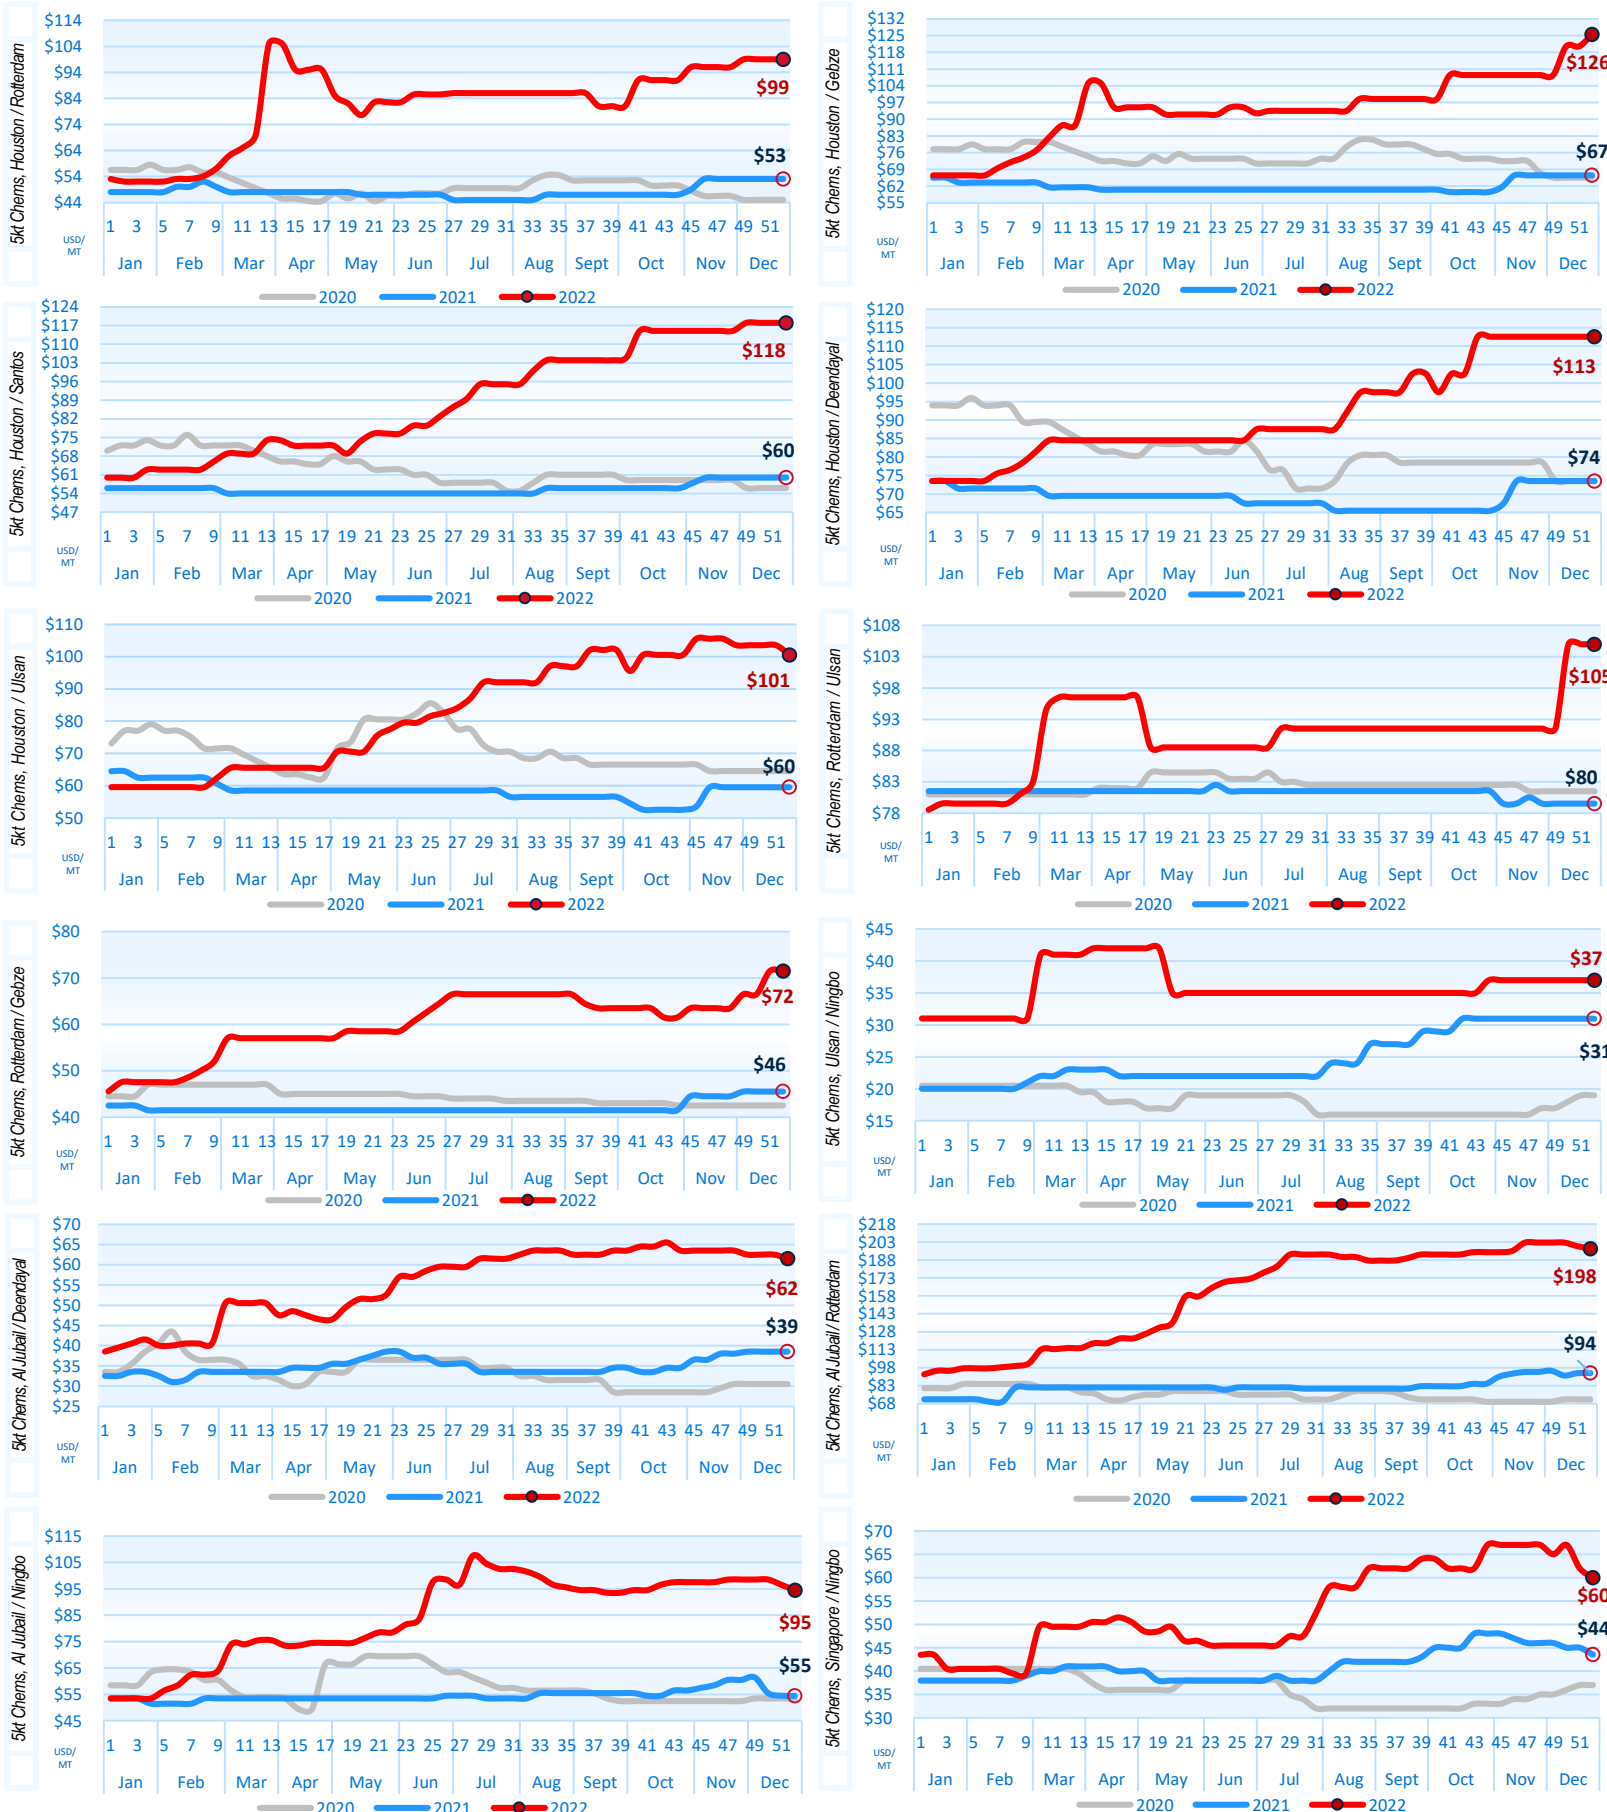 5kt Chems, Houston / Rotterdam
$114
$104
$94
$84
$74
$64
$54
$44
$99
$53
USD/
MT
1 3 5 7 9 11 13 15 17 19 21 23 25 27 29 31 33 35 37 39 41 43 45 47 49 51
Jan Feb Mar Apr May Jun Jul Aug Sept Oct Nov Dec
2020 2021 2022
5kt Chems, Houston / Gebze
$132
$125
$118
$111
$104
$97
$90
$83
$76
$69
$62
$55
$126
$67
USD/
MT
1 3 5 7 9 11 13 15 17 19 21 23 25 27 29 31 33 35 37 39 41 43 45 47 49 51
Jan Feb Mar Apr May Jun Jul Aug Sept Oct Nov Dec
2020 2021 2022
5kt Chems, Houston / Santos
$124
$117
$110
$103
$96
$89
$82
$75
$68
$61
$54
$47
$118
$60
USD/
MT
1 3 5 7 9 11 13 15 17 19 21 23 25 27 29 31 33 35 37 39 41 43 45 47 49 51
Jan Feb Mar Apr May Jun Jul Aug Sept Oct Nov Dec
2020 2021 2022
5kt Chems, Houston / Deendayal
$120
$115
$110
$105
$100
$95
$90
$85
$80
$75
$70
$65
$113
$74
USD/
MT
1 3 5 7 9 11 13 15 17 19 21 23 25 27 29 31 33 35 37 39 41 43 45 47 49 51
Jan Feb Mar Apr May Jun Jul Aug Sept Oct Nov Dec
2020 2021 2022
5kt Chems, Houston / Ulsan
$110
$100
$90
$80
$70
$60
$50
$101
$60
USD/
MT
1 3 5 7 9 11 13 15 17 19 21 23 25 27 29 31 33 35 37 39 41 43 45 47 49 51
Jan Feb Mar Apr May Jun Jul Aug Sept Oct Nov Dec
2020 2021 2022
5kt Chems, Rotterdam / Ulsan
$108
$103
$98
$93
$88
$83
$78
$105
$80
USD/
MT
1 3 5 7 9 11 13 15 17 19 21 23 25 27 29 31 33 35 37 39 41 43 45 47 49 51
Jan Feb Mar Apr May Jun Jul Aug Sept Oct Nov Dec
2020 2021 2022
5kt Chems, Rotterdam / Gebze
$80
$70
$60
$50
$40
$72
$46
USD/
MT
1 3 5 7 9 11 13 15 17 19 21 23 25 27 29 31 33 35 37 39 41 43 45 47 49 51
Jan Feb Mar Apr May Jun Jul Aug Sept Oct Nov Dec
2020 2021 2022
5kt Chems, Ulsan / Ningbo
$45
$40
$35
$30
$25
$20
$15
$37
$31
USD/
MT
1 3 5 7 9 11 13 15 17 19 21 23 25 27 29 31 33 35 37 39 41 43 45 47 49 51
Jan Feb Mar Apr May Jun Jul Aug Sept Oct Nov Dec
2020 2021 2022
5kt Chems, Al Jubail / Deendayal
$70
$65
$60
$55
$50
$45
$40
$35
$30
$25
$62
$39
USD/
MT
1 3 5 7 9 11 13 15 17 19 21 23 25 27 29 31 33 35 37 39 41 43 45 47 49 51
Jan Feb Mar Apr May Jun Jul Aug Sept Oct Nov Dec
2020 2021 2022
5kt Chems, Al Jubail / Rotterdam
$218
$203
$188
$173
$158
$143
$128
$113
$98
$83
$68
$198
$94
USD/
MT
1 3 5 7 9 11 13 15 17 19 21 23 25 27 29 31 33 35 37 39 41 43 45 47 49 51
Jan Feb Mar Apr May Jun Jul Aug Sept Oct Nov Dec
2020 2021 2022
5kt Chems, Al Jubail / Ningbo
$115
$105
$95
$85
$75
$65
$55
$45
$95
$55
USD/
MT
1 3 5 7 9 11 13 15 17 19 21 23 25 27 29 31 33 35 37 39 41 43 45 47 49 51
Jan Feb Mar Apr May Jun Jul Aug Sept Oct Nov Dec
2020 2021 2022
5kt Chems, Singapore / Ningbo
$70
$65
$60
$55
$50
$45
$40
$35
$30
$60
$44
USD/
MT
1 3 5 7 9 11 13 15 17 19 21 23 25 27 29 31 33 35 37 39 41 43 45 47 49 51
Jan Feb Mar Apr May Jun Jul Aug Sept Oct Nov Dec
2020 2021 2022